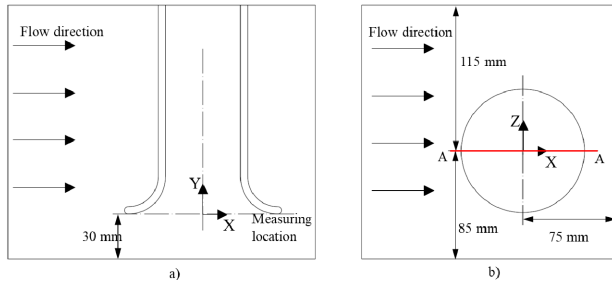 Flow direction
Y
X
Measuring
location
30 mm
a)
Flow direction
115 mm
Z
A
X
A
85 mm
75 mm
b)